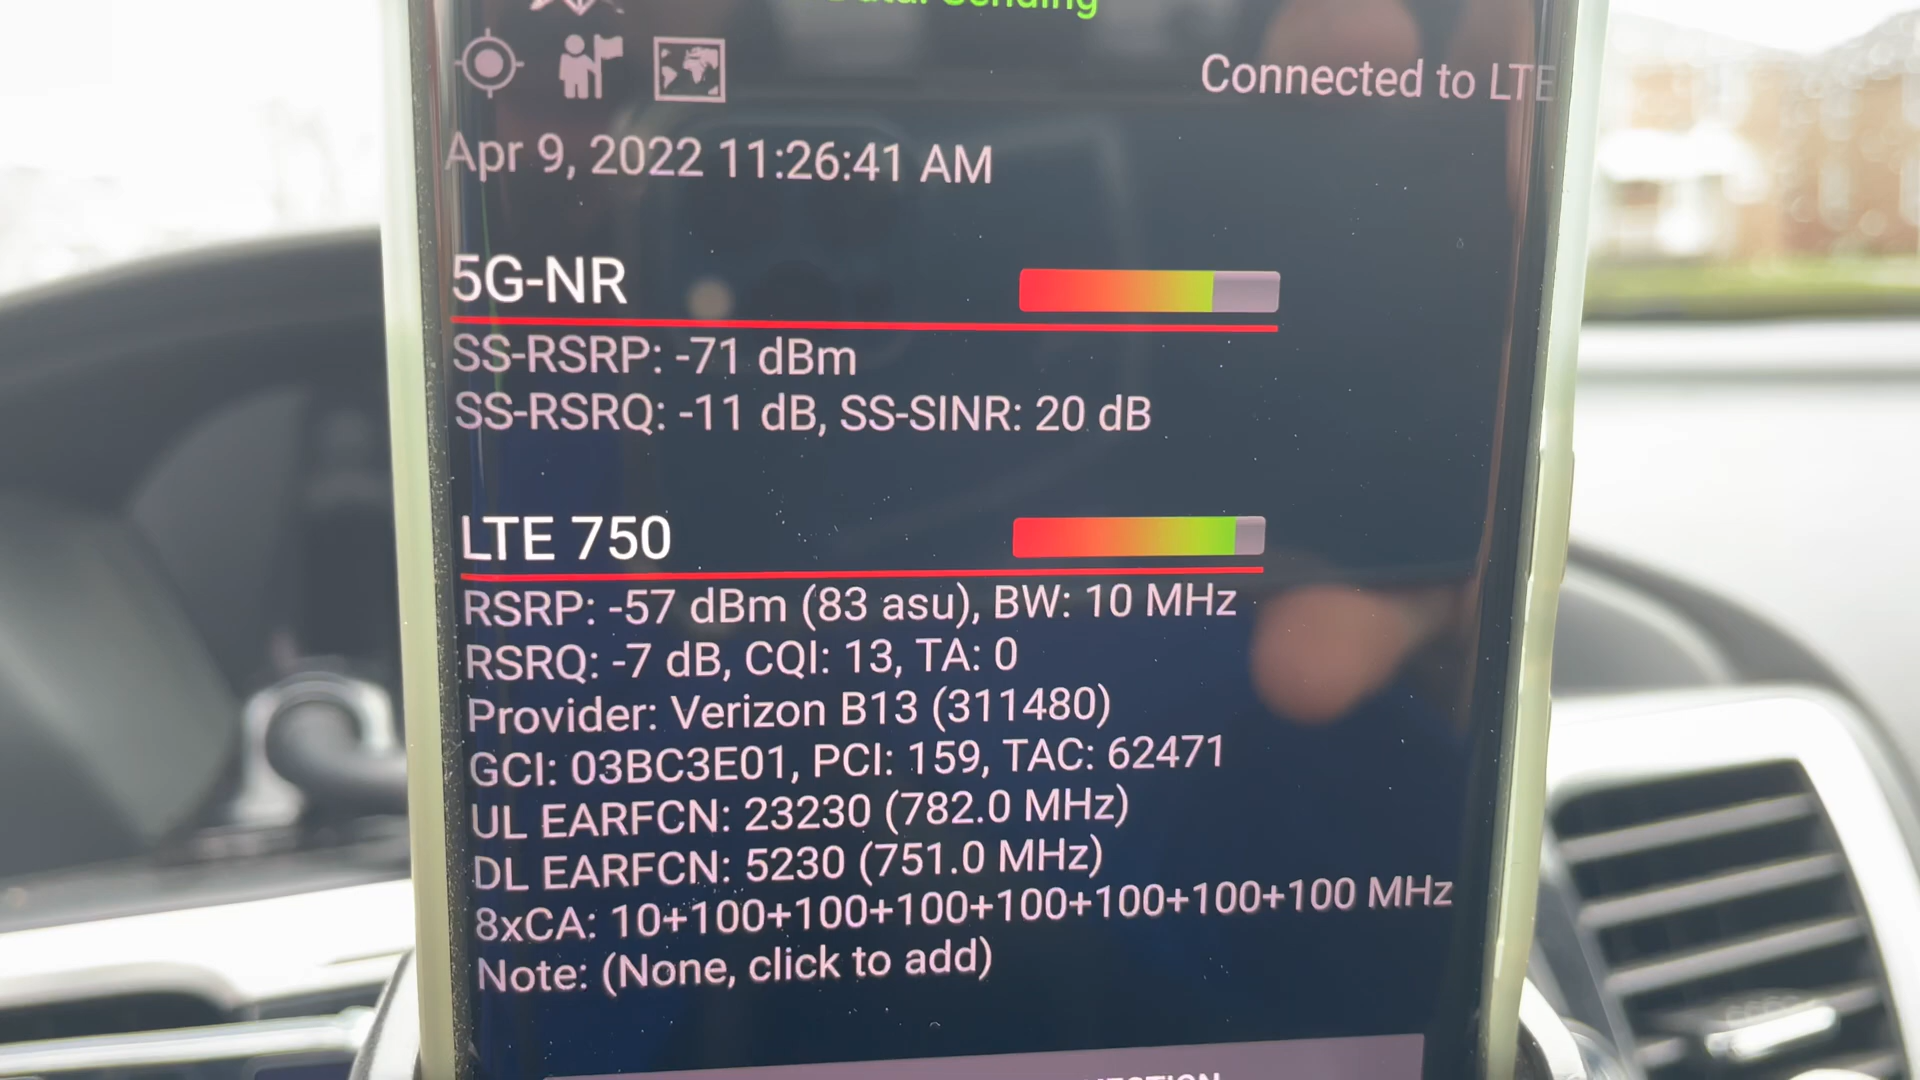 Data: Sending
Connected to LTE
Apr 9, 2022 11:26:41 AM
5G-NR
SS-RSRP: -71 dBm
SS-RSRQ: -11 dB, SS-SINR: 20 dB
LTE 750
RSRP: -57 dBm (83 asu), BW: 10 MHz
RSRQ: -7 dB, CQI: 13, TA: 0
Provider: Verizon B13 (311480)
GCI: 03BC3E01, PCI: 159, TAC: 62471
UL EARFCN: 23230 (782.0 MHz)
DL EARFCN: 5230 (751.0 MHz)
8xCA: 10+100+100+100+100+100+100+100 MHz
Note: (None, click to add)